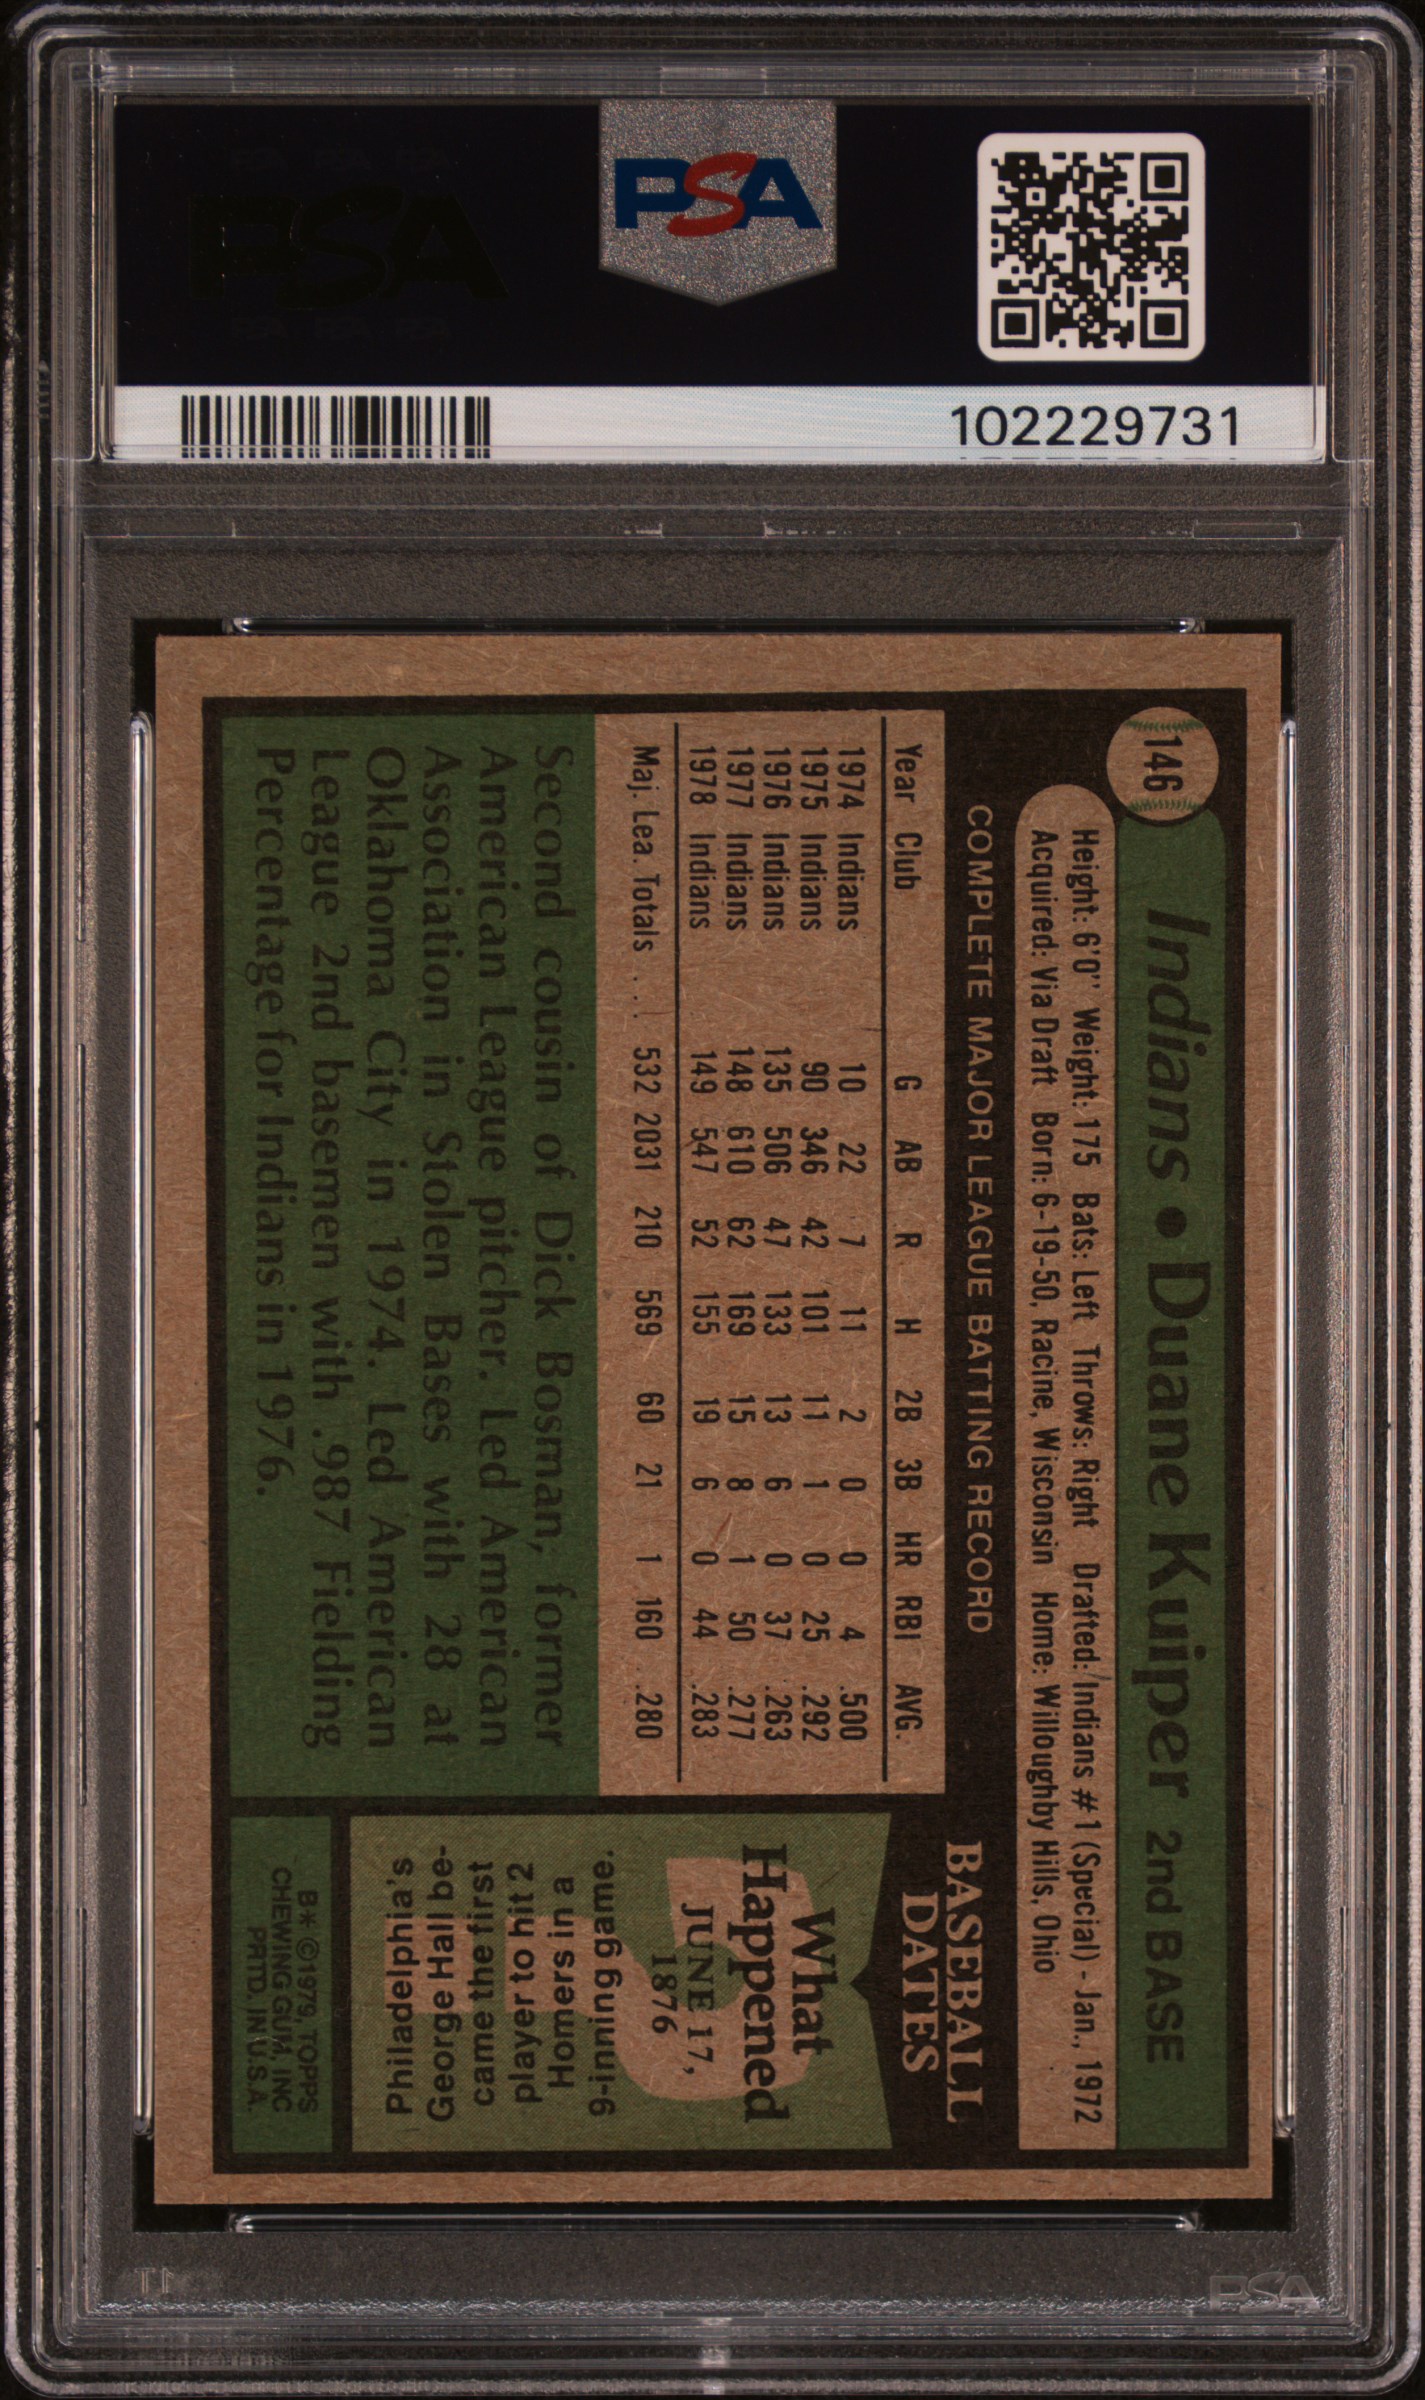 PSA
PSA
102229731
146
Indians • Duane Kuiper 2nd BASE
Height: 6'0" Weight: 175 Bats: Left Throws: Right Drafted: Indians #1 (Special) - Jan., 1972
Acquired: Via Draft Born: 6-19-50, Racine, Wisconsin Home: Willoughby Hills, Ohio
COMPLETE MAJOR LEAGUE BATTING RECORD
Year Club G AB R H 2B 3B HR RBI AVG.
1974 Indians 10 22 7 11 2 0 0 4 .500
1975 Indians 90 346 42 101 11 1 0 25 .292
1976 Indians 135 506 47 133 13 6 0 37 .263
1977 Indians 148 610 62 169 15 8 1 50 .277
1978 Indians 149 547 52 155 19 6 0 44 .283
Maj. Lea. Totals . . . 532 2031 210 569 60 21 1 160 .280
Second cousin of Dick Bosman, former
American League pitcher. Led American
Association in Stolen Bases with 28 at
Oklahoma City in 1974. Led American
League 2nd basemen with .987 Fielding
Percentage for Indians in 1976.
BASEBALL
DATES
What
Happened
JUNE 17,
1876
9-inning game.
Homers in a
player to hit 2
came the first
George Hall be-
Philadelphia's
B* ©1979, TOPPS
CHEWING GUM, INC
PRTD. IN U.S.A.
PSA